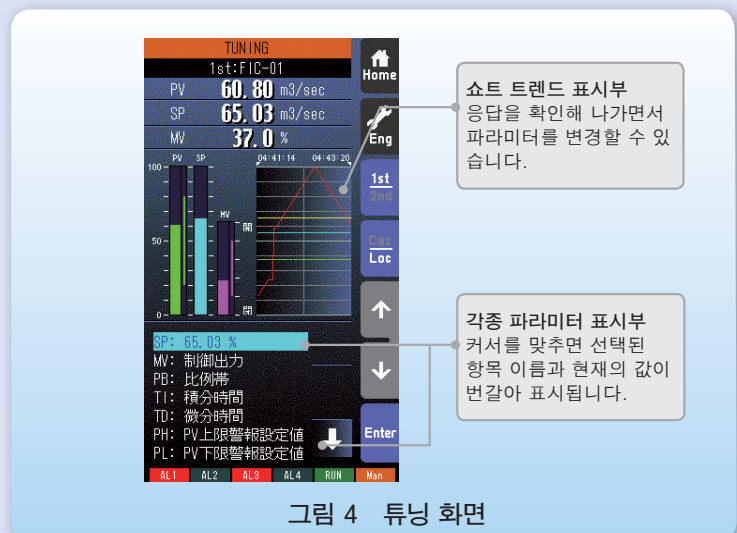 TUNING
1st:FIC-01
PV 60.80 m3/sec
SP 65.03 m3/sec
MV 37.0 %
PV SP
04:41:14 04:43:20
100
MV
開
50
0
閉
SP: 65.03 %
MV: 制御出力
PB: 比例帯
TI: 積分時間
TD: 微分時間
PH: PV上限警報設定値
PL: PV下限警報設定値
AL1 AL2 AL3 AL4 RUN Man
Home
Eng
1st
2nd
Cas
Loc
Enter
쇼트 트렌드 표시부
응답을 확인해 나가면서
파라미터를 변경할 수 있
습니다.
각종 파라미터 표시부
커서를 맞추면 선택된
항목 이름과 현재의 값이
번갈아 표시됩니다.
그림 4 튜닝 화면